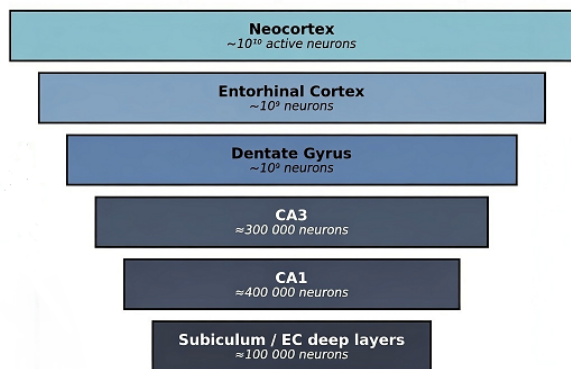 Neocortex
~10¹⁰ active neurons
Entorhinal Cortex
~10⁹ neurons
Dentate Gyrus
~10⁹ neurons
CA3
≈300 000 neurons
CA1
≈400 000 neurons
Subiculum / EC deep layers
≈100 000 neurons